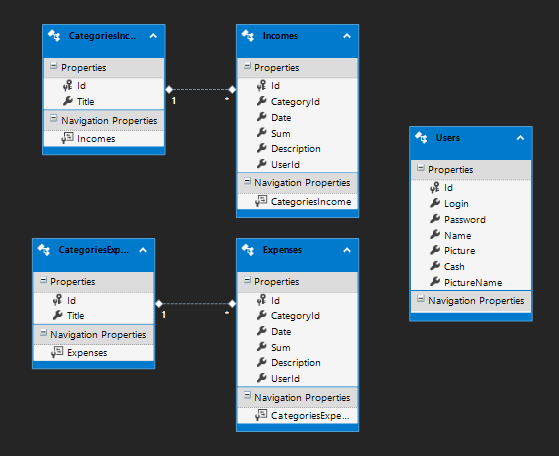 CategoriesInc...
Properties
Id
Title
Navigation Properties
Incomes
1
*
Incomes
Properties
Id
CategoryId
Date
Sum
Description
UserId
Navigation Properties
CategoriesIncome
Users
Properties
Id
Login
Password
Name
Picture
Cash
PictureName
Navigation Properties
CategoriesExp...
Properties
Id
Title
Navigation Properties
Expenses
1
*
Expenses
Properties
Id
CategoryId
Date
Sum
Description
UserId
Navigation Properties
CategoriesExpe...